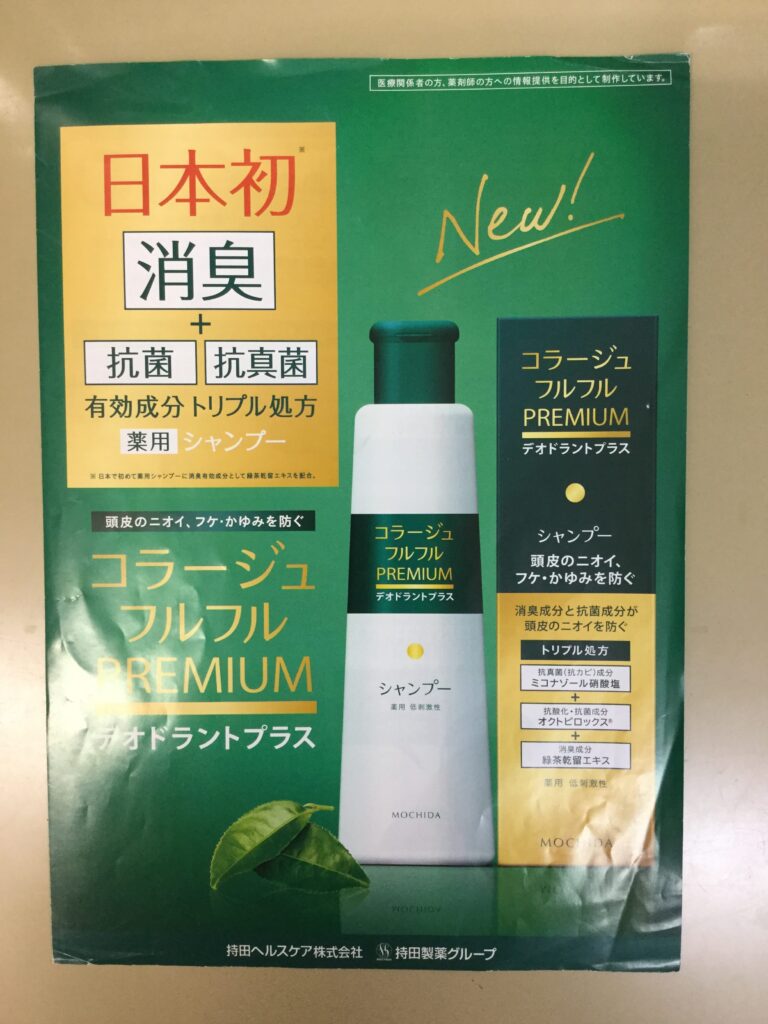 医療関係者の方、薬剤師の方への情報提供を目的として制作しています。
日本初※
消臭
+
抗菌 抗真菌
有効成分 トリプル処方
薬用 シャンプー
※ 日本で初めて薬用シャンプーに消臭有効成分として緑茶乾留エキスを配合。
New!
頭皮のニオイ、フケ・かゆみを防ぐ
コラージュ
フルフル
PREMIUM
デオドラントプラス
コラージュ
フルフル
PREMIUM
デオドラントプラス
シャンプー
薬用 低刺激性
MOCHIDA
コラージュ
フルフル
PREMIUM
デオドラントプラス
シャンプー
頭皮のニオイ、
フケ・かゆみを防ぐ
消臭成分と抗菌成分が
頭皮のニオイを防ぐ
トリプル処方
抗真菌(抗カビ)成分
ミコナゾール硝酸塩
+
抗酸化・抗菌成分
オクトピロックス®
+
消臭成分
緑茶乾留エキス
薬用 低刺激性
MOCHIDA
持田ヘルスケア株式会社 持田製薬グループ